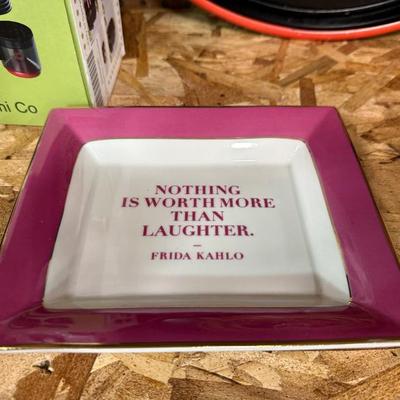 ni Co
NOTHING
IS WORTH MORE
THAN
LAUGHTER.
–
FRIDA KAHLO